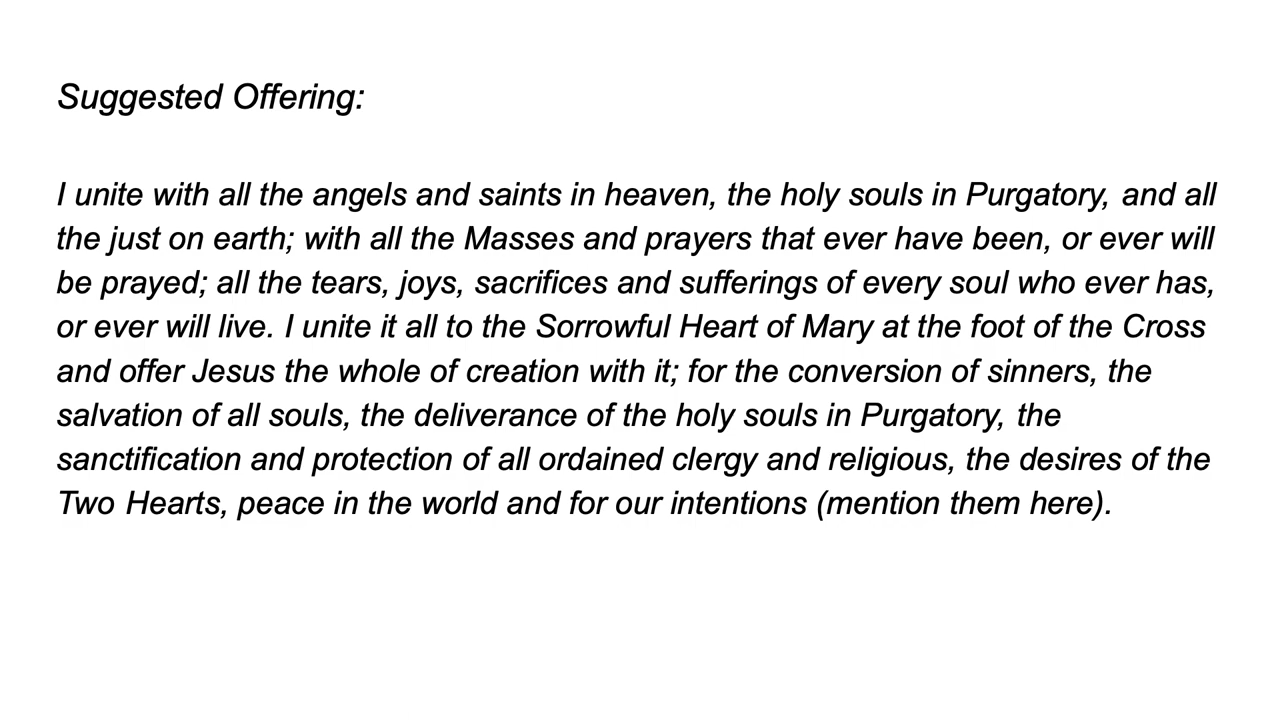 Suggested Offering:
I unite with all the angels and saints in heaven, the holy souls in Purgatory, and all
the just on earth; with all the Masses and prayers that ever have been, or ever will
be prayed; all the tears, joys, sacrifices and sufferings of every soul who ever has,
or ever will live. I unite it all to the Sorrowful Heart of Mary at the foot of the Cross
and offer Jesus the whole of creation with it; for the conversion of sinners, the
salvation of all souls, the deliverance of the holy souls in Purgatory, the
sanctification and protection of all ordained clergy and religious, the desires of the
Two Hearts, peace in the world and for our intentions (mention them here).